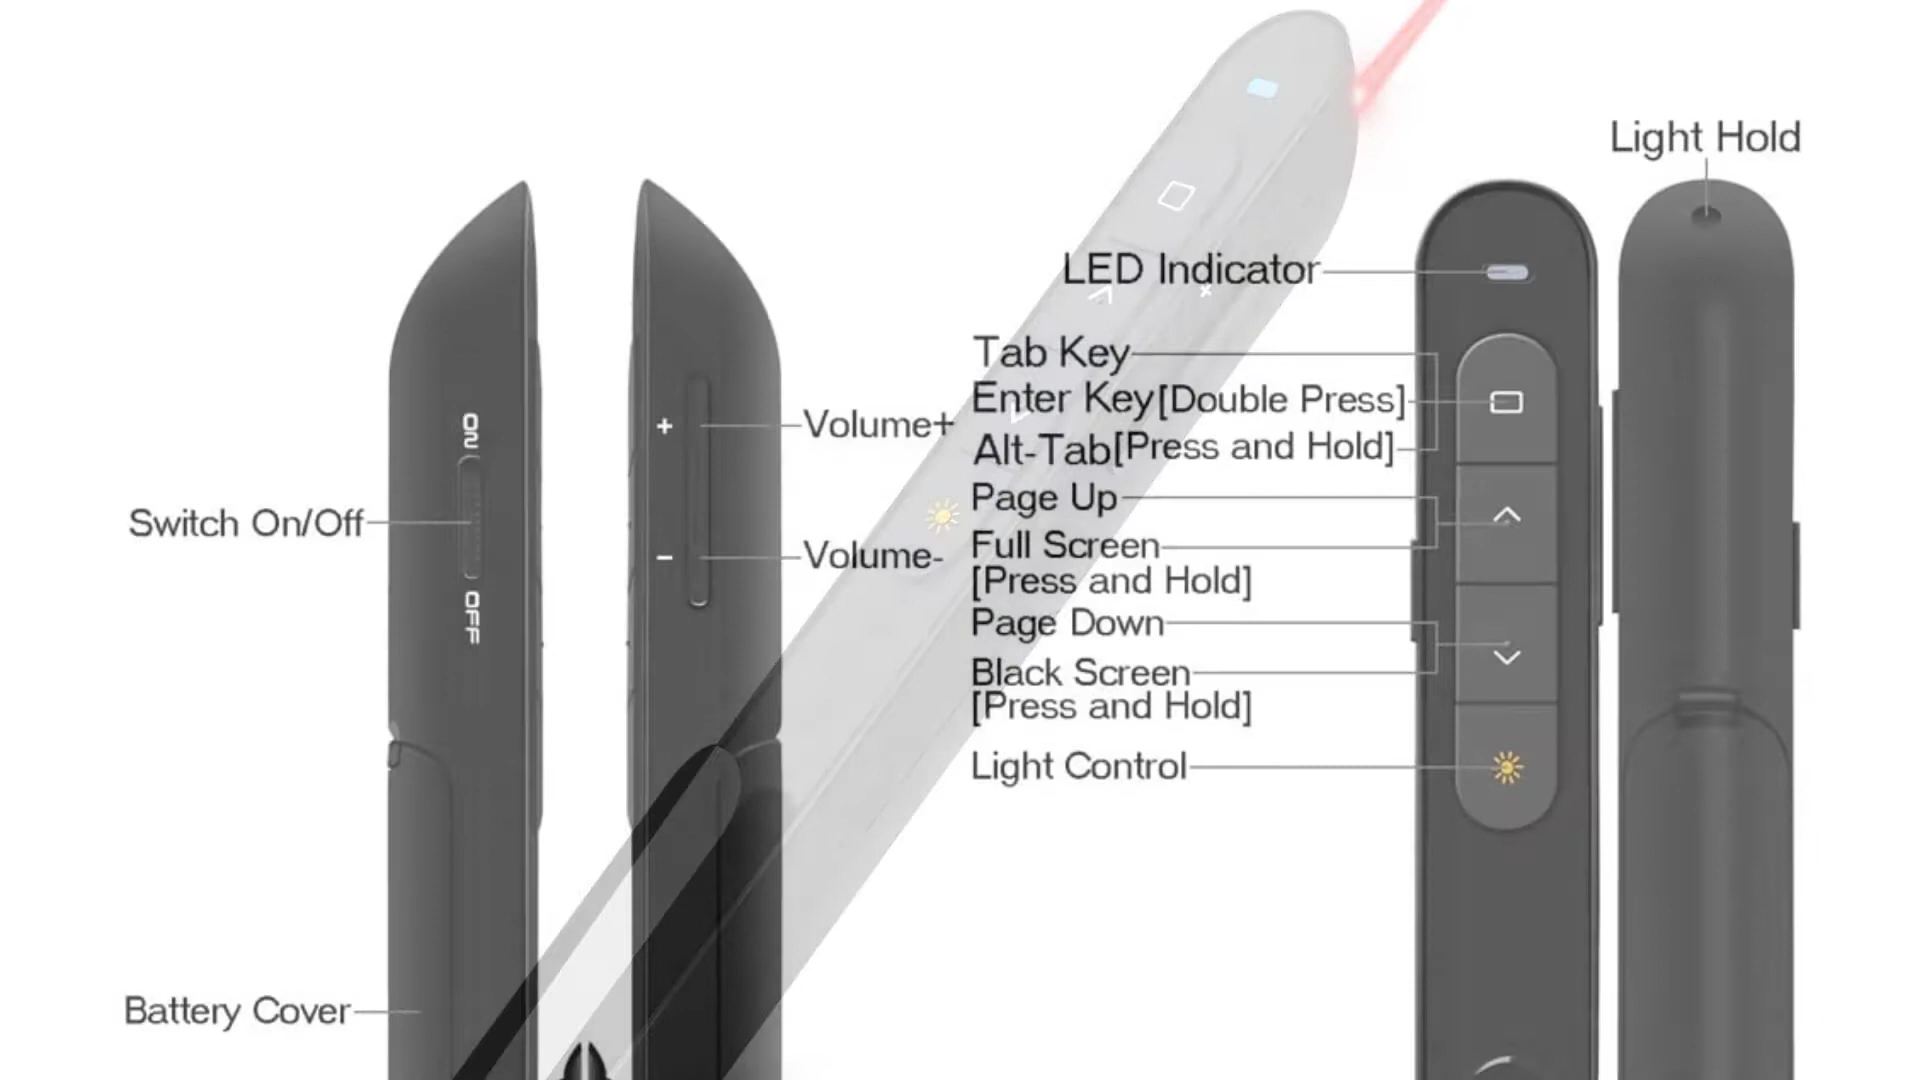 Light Hold
LED Indicator
Tab Key
Enter Key[Double Press]
Alt-Tab[Press and Hold]
Page Up
Full Screen
[Press and Hold]
Page Down
Black Screen
[Press and Hold]
Light Control
ON
OFF
Switch On/Off
Battery Cover
+
-
Volume+
Volume-